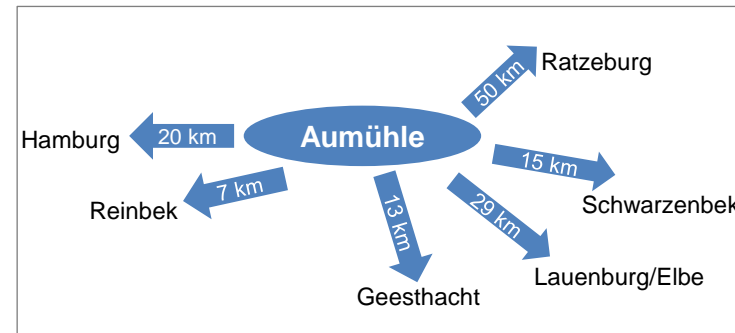 Ratzeburg
50 km
Hamburg
20 km
Aumühle
15 km
Schwarzenbek
Reinbek
7 km
13 km
29 km
Lauenburg/Elbe
Geesthacht